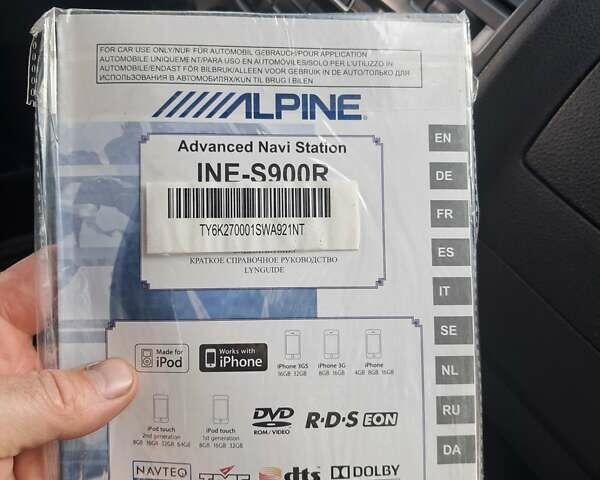 FOR CAR USE ONLY/NUR FÜR AUTOMOBIL GEBRAUCH/POUR APPLICATION
AUTOMOBILE UNIQUEMENT/PARA USO EN AUTOMÓVILES/SOLO PER L'UTILIZZO IN
AUTOMOBILE/ENDAST FÖR BILBRUK/ALLEEN VOOR GEBRUIK IN DE AUTO/ТОЛЬКО ДЛЯ
ИСПОЛЬЗОВАНИЯ В АВТОМОБИЛЯХ/KUN TIL BRUG I BILEN
ALPINE
Advanced Navi Station
INE-S900R
TY6K270001SWA921NT
КРАТКОЕ СПРАВОЧНОЕ РУКОВОДСТВО
LYNGUIDE
EN
DE
FR
ES
IT
SE
NL
RU
DA
Made for
iPod
Works with
iPhone
iPhone 3GS
16GB 32GB
iPhone 3G
8GB 16GB
iPhone
4GB 8GB 16GB
iPod touch
2nd generation
8GB 16GB 32GB
iPod touch
1st generation
8GB 16GB 32GB
DVD
ROM/VIDEO
R·D·S EON
NAVTEQ
TMC
dts
DOLBY